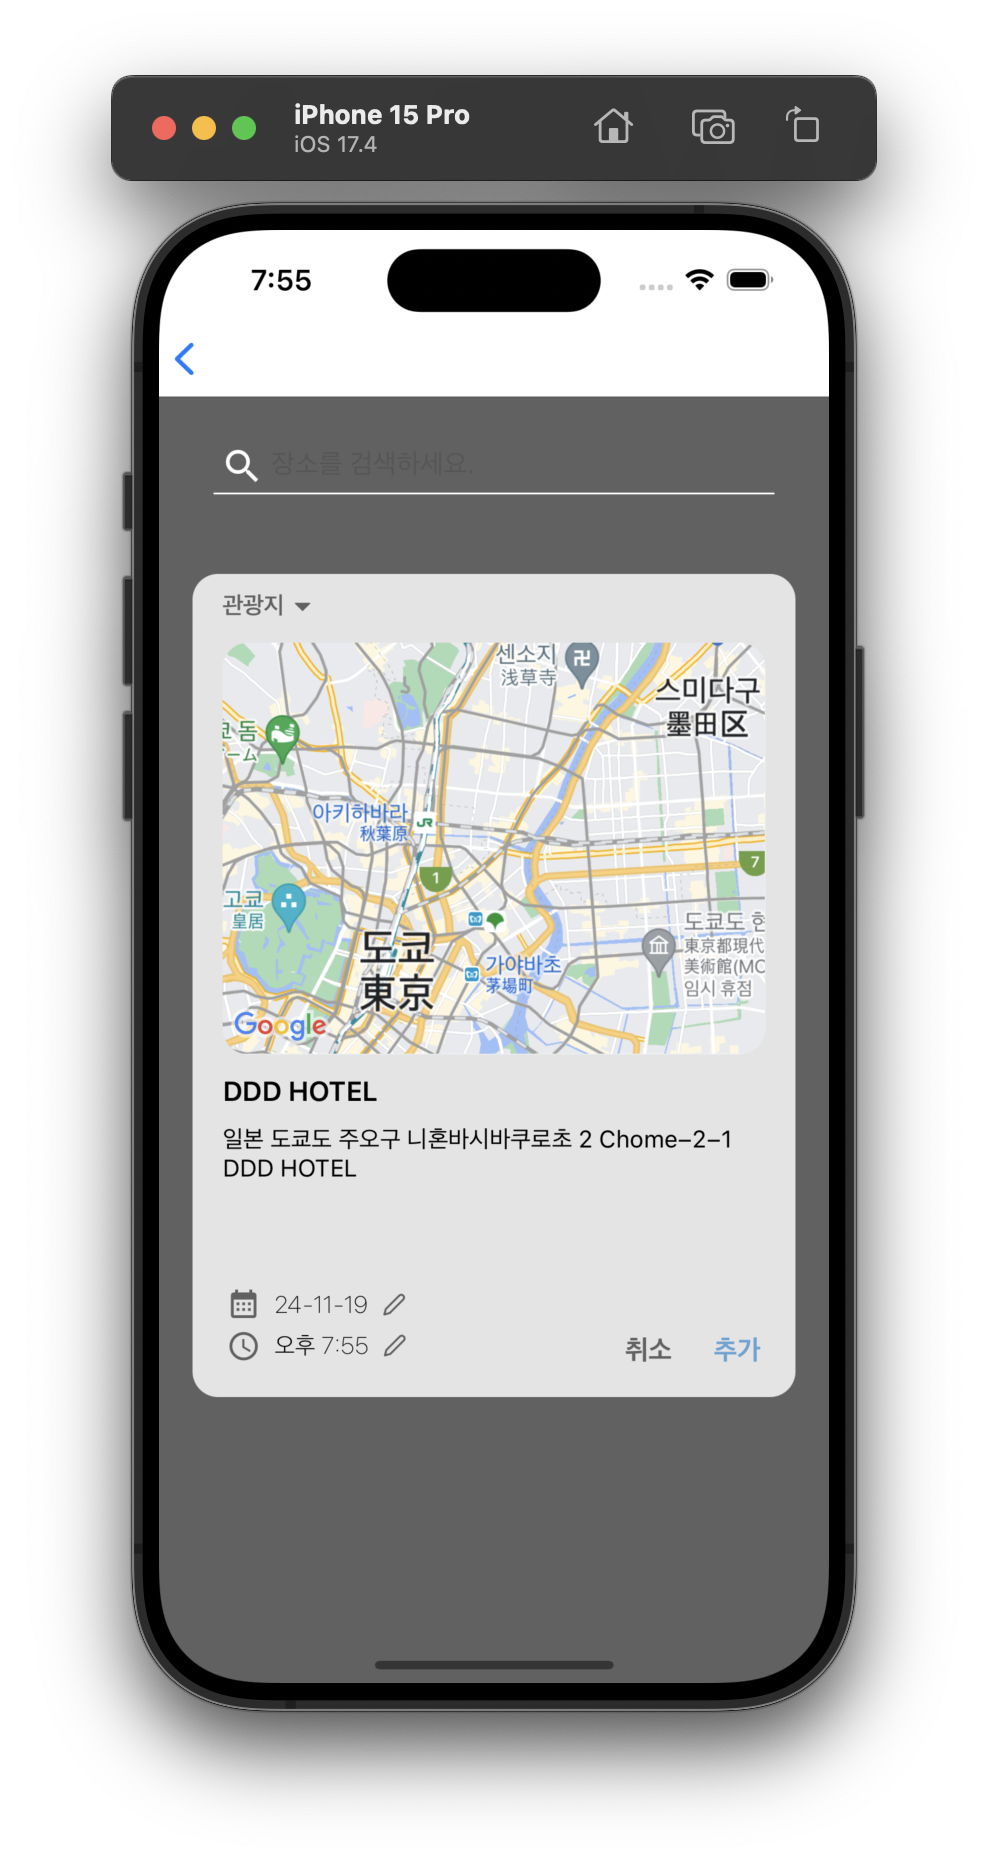 iPhone 15 Pro
iOS 17.4
7:55
장소를 검색하세요.
관광지
센소지
浅草寺
스미다구
墨田区
코 돔
ーム
아키하바라
秋葉原
JR
7
1
고쿄
皇居
도쿄도 현
東京都現代
美術館(MC
임시 휴점
도쿄
東京
가야바초
茅場町
Google
DDD HOTEL
일본 도쿄도 주오구 니혼바시바쿠로초 2 Chome-2-1
DDD HOTEL
24-11-19
오후 7:55
취소
추가